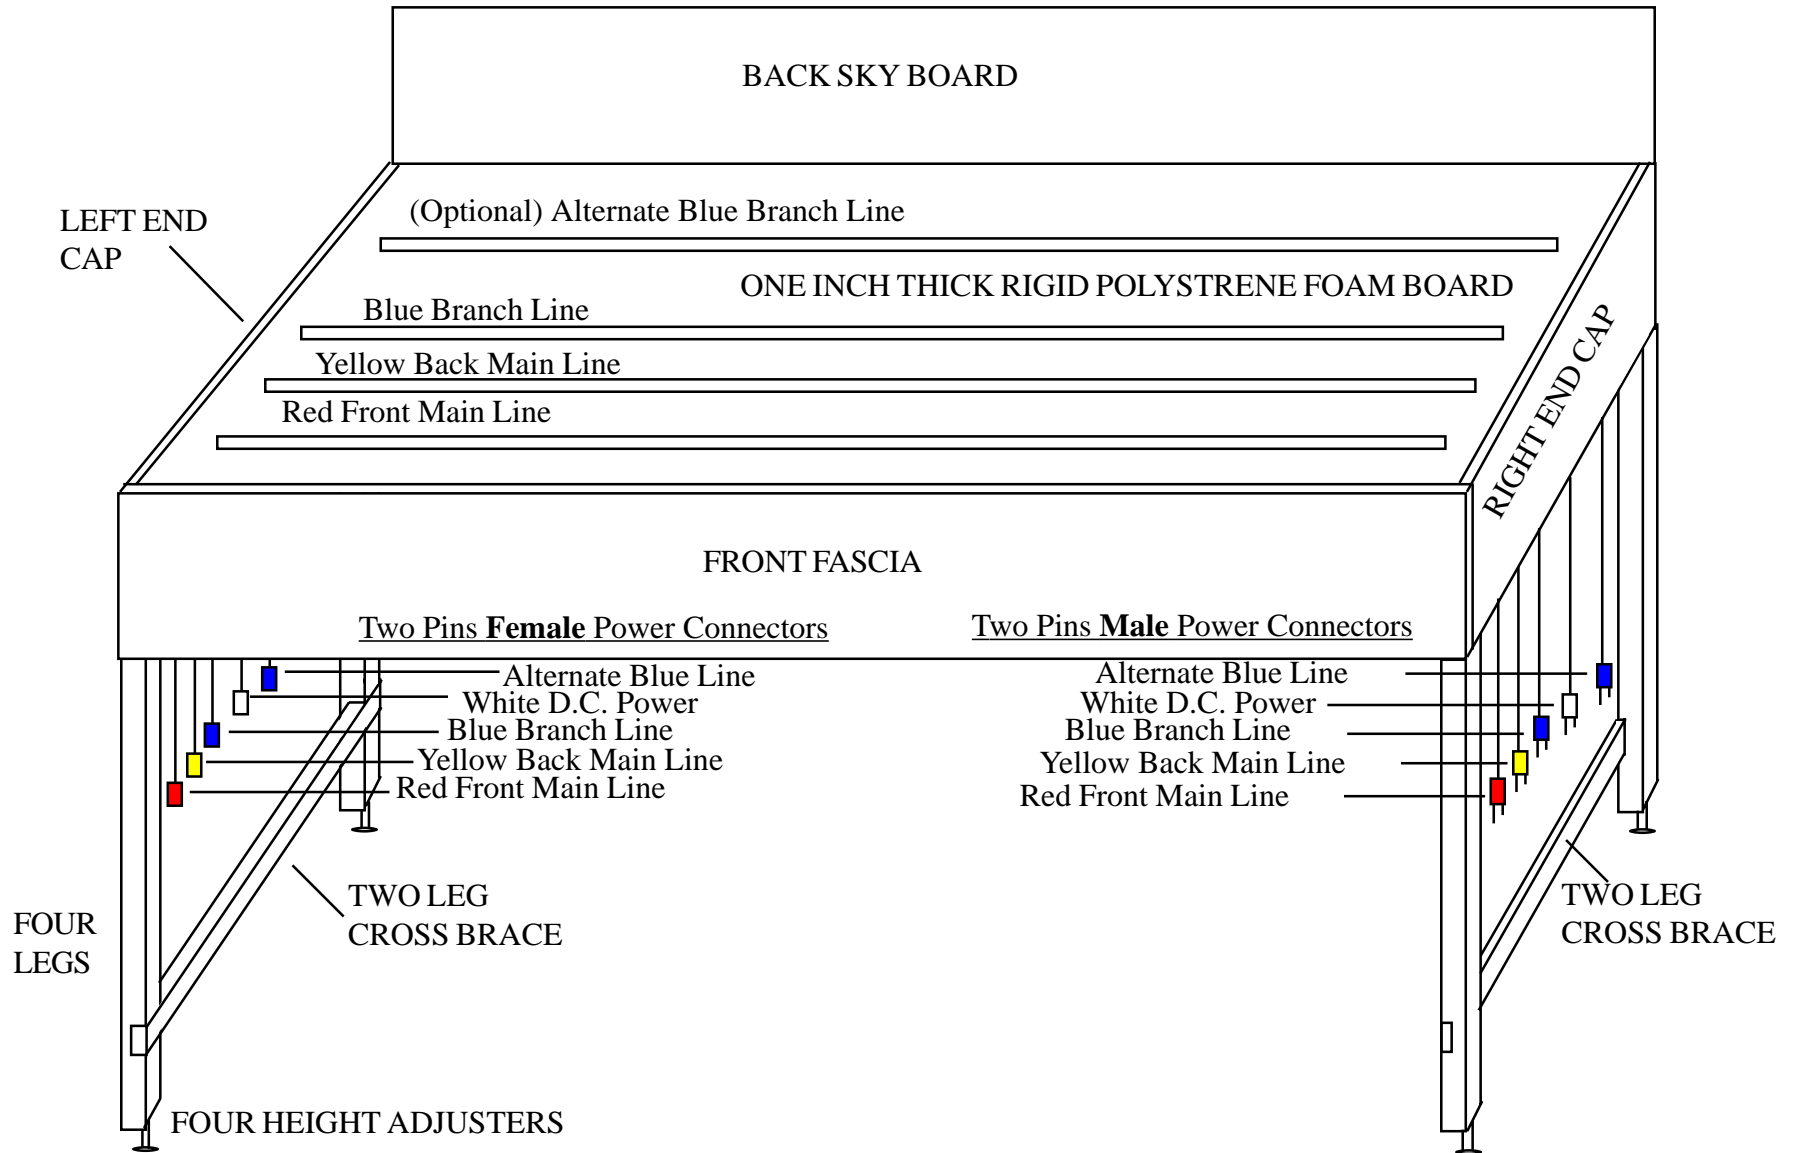 BACK SKY BOARD
(Optional) Alternate Blue Branch Line
LEFT END
CAP
ONE INCH THICK RIGID POLYSTRENE FOAM BOARD
Blue Branch Line
Yellow Back Main Line
Red Front Main Line
RIGHT END CAP
FRONT FASCIA
Two Pins Female Power Connectors
Alternate Blue Line
White D.C. Power
Blue Branch Line
Yellow Back Main Line
Red Front Main Line
Two Pins Male Power Connectors
Alternate Blue Line
White D.C. Power
Blue Branch Line
Yellow Back Main Line
Red Front Main Line
FOUR
LEGS
TWO LEG
CROSS BRACE
TWO LEG
CROSS BRACE
FOUR HEIGHT ADJUSTERS